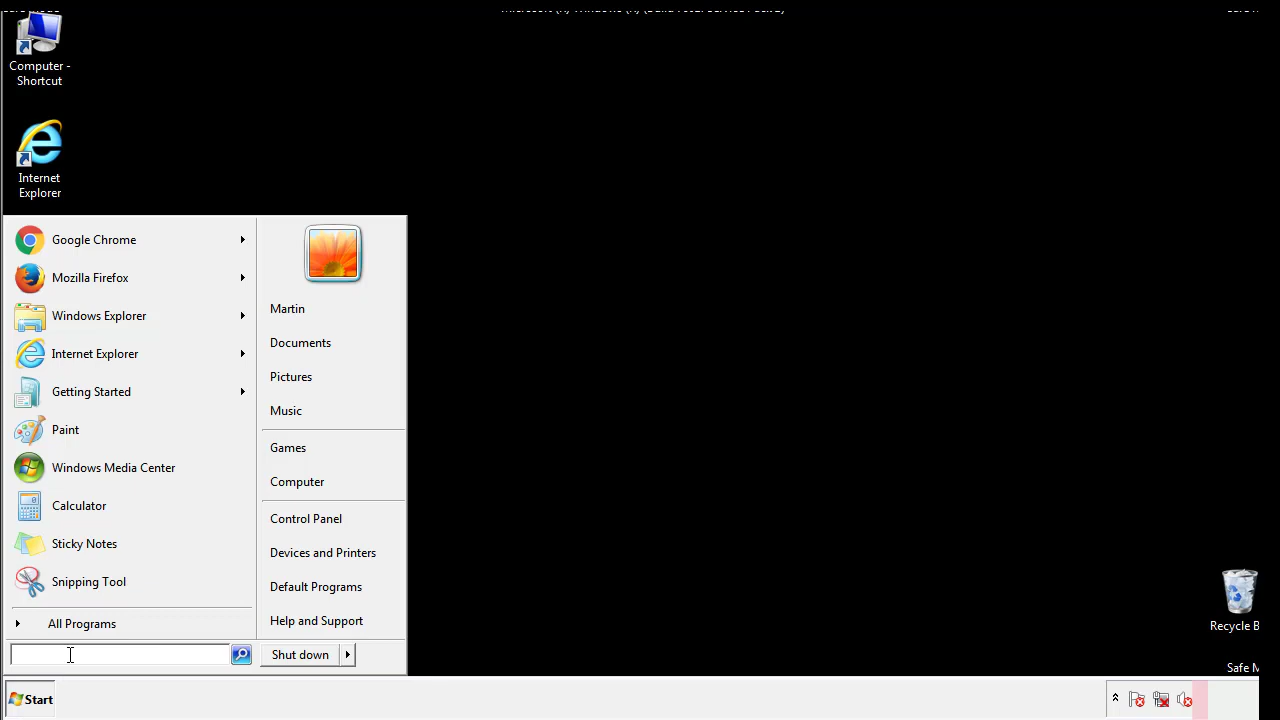 Computer -
Shortcut
Internet
Explorer
Google Chrome
Mozilla Firefox
Windows Explorer
Internet Explorer
Getting Started
Paint
Windows Media Center
Calculator
Sticky Notes
Snipping Tool
All Programs
Martin
Documents
Pictures
Music
Games
Computer
Control Panel
Devices and Printers
Default Programs
Help and Support
Shut down
Recycle B
Safe M
Start